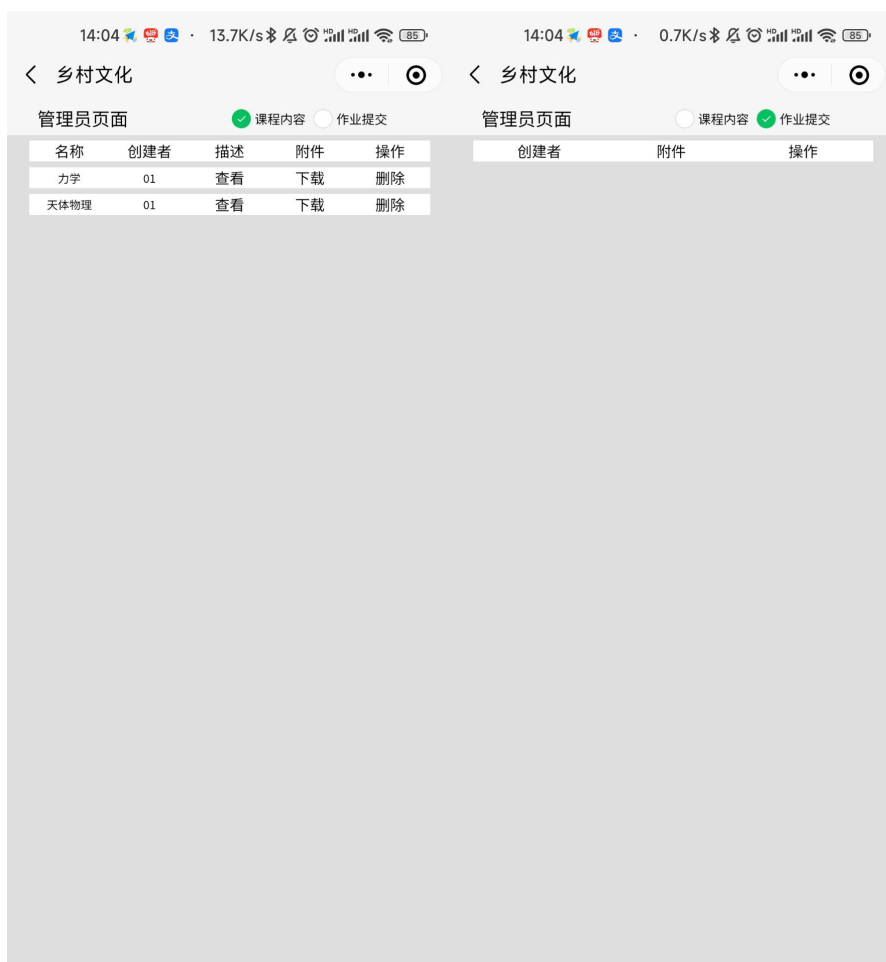 14:04 · 13.7K/s 85
乡村文化
管理员页面 课程内容 作业提交
名称 创建者 描述 附件 操作
力学 01 查看 下载 删除
天体物理 01 查看 下载 删除
14:04 · 0.7K/s 85
乡村文化
管理员页面 课程内容 作业提交
创建者 附件 操作